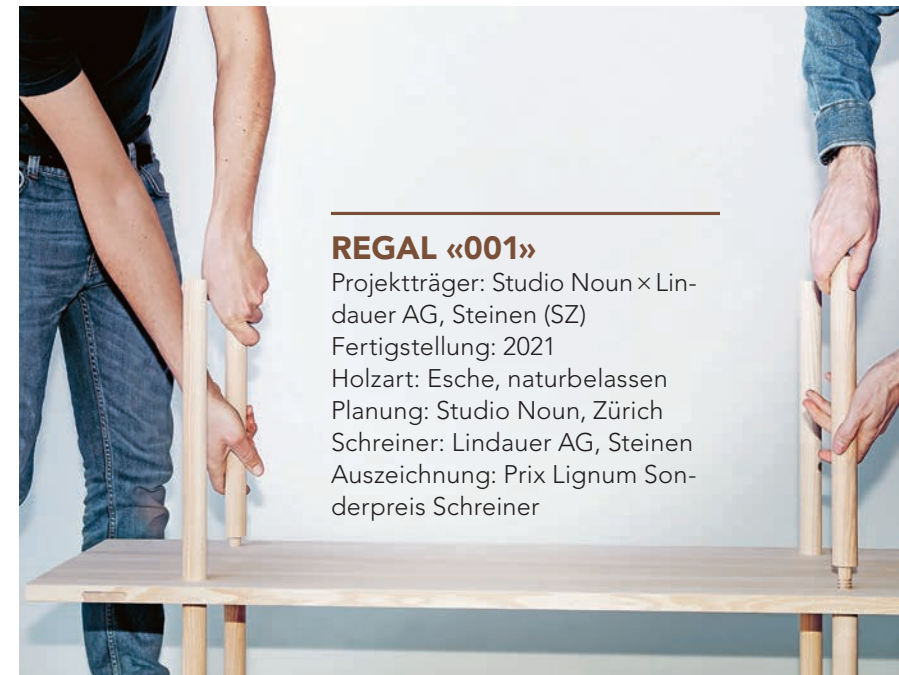 REGAL «001»
Projektträger: Studio Noun × Lin-
dauer AG, Steinen (SZ)
Fertigstellung: 2021
Holzart: Esche, naturbelassen
Planung: Studio Noun, Zürich
Schreiner: Lindauer AG, Steinen
Auszeichnung: Prix Lignum Son-
derpreis Schreiner